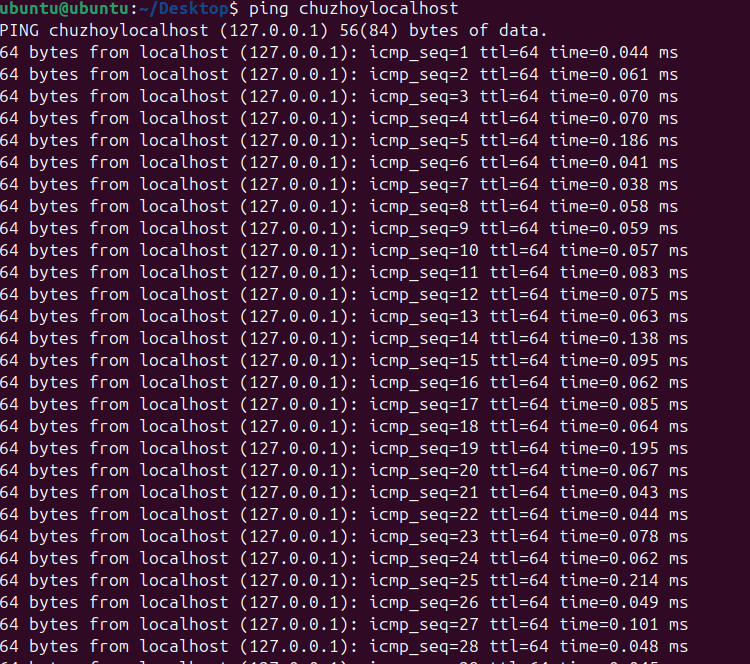 ubuntu@ubuntu:~/Desktop$ ping chuzhoylocalhost
PING chuzhoylocalhost (127.0.0.1) 56(84) bytes of data.
64 bytes from localhost (127.0.0.1): icmp_seq=1 ttl=64 time=0.044 ms
64 bytes from localhost (127.0.0.1): icmp_seq=2 ttl=64 time=0.061 ms
64 bytes from localhost (127.0.0.1): icmp_seq=3 ttl=64 time=0.070 ms
64 bytes from localhost (127.0.0.1): icmp_seq=4 ttl=64 time=0.070 ms
64 bytes from localhost (127.0.0.1): icmp_seq=5 ttl=64 time=0.186 ms
64 bytes from localhost (127.0.0.1): icmp_seq=6 ttl=64 time=0.041 ms
64 bytes from localhost (127.0.0.1): icmp_seq=7 ttl=64 time=0.038 ms
64 bytes from localhost (127.0.0.1): icmp_seq=8 ttl=64 time=0.058 ms
64 bytes from localhost (127.0.0.1): icmp_seq=9 ttl=64 time=0.059 ms
64 bytes from localhost (127.0.0.1): icmp_seq=10 ttl=64 time=0.057 ms
64 bytes from localhost (127.0.0.1): icmp_seq=11 ttl=64 time=0.083 ms
64 bytes from localhost (127.0.0.1): icmp_seq=12 ttl=64 time=0.075 ms
64 bytes from localhost (127.0.0.1): icmp_seq=13 ttl=64 time=0.063 ms
64 bytes from localhost (127.0.0.1): icmp_seq=14 ttl=64 time=0.138 ms
64 bytes from localhost (127.0.0.1): icmp_seq=15 ttl=64 time=0.095 ms
64 bytes from localhost (127.0.0.1): icmp_seq=16 ttl=64 time=0.062 ms
64 bytes from localhost (127.0.0.1): icmp_seq=17 ttl=64 time=0.085 ms
64 bytes from localhost (127.0.0.1): icmp_seq=18 ttl=64 time=0.064 ms
64 bytes from localhost (127.0.0.1): icmp_seq=19 ttl=64 time=0.195 ms
64 bytes from localhost (127.0.0.1): icmp_seq=20 ttl=64 time=0.067 ms
64 bytes from localhost (127.0.0.1): icmp_seq=21 ttl=64 time=0.043 ms
64 bytes from localhost (127.0.0.1): icmp_seq=22 ttl=64 time=0.044 ms
64 bytes from localhost (127.0.0.1): icmp_seq=23 ttl=64 time=0.078 ms
64 bytes from localhost (127.0.0.1): icmp_seq=24 ttl=64 time=0.062 ms
64 bytes from localhost (127.0.0.1): icmp_seq=25 ttl=64 time=0.214 ms
64 bytes from localhost (127.0.0.1): icmp_seq=26 ttl=64 time=0.049 ms
64 bytes from localhost (127.0.0.1): icmp_seq=27 ttl=64 time=0.101 ms
64 bytes from localhost (127.0.0.1): icmp_seq=28 ttl=64 time=0.048 ms